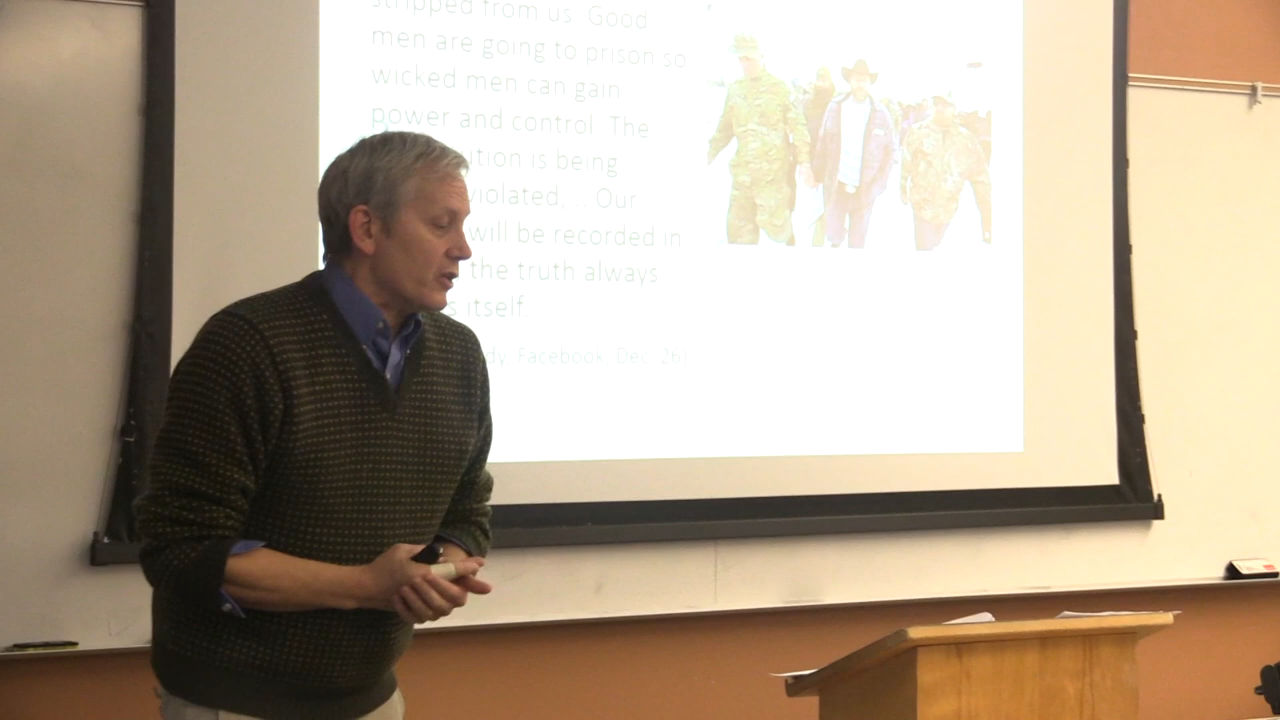 stripped from us. Good
men are going to prison so
wicked men can gain
power and control. The
ution is being
violated, . . Our
will be recorded in
the truth always
s itself.
dy, Facebook, Dec. 26)